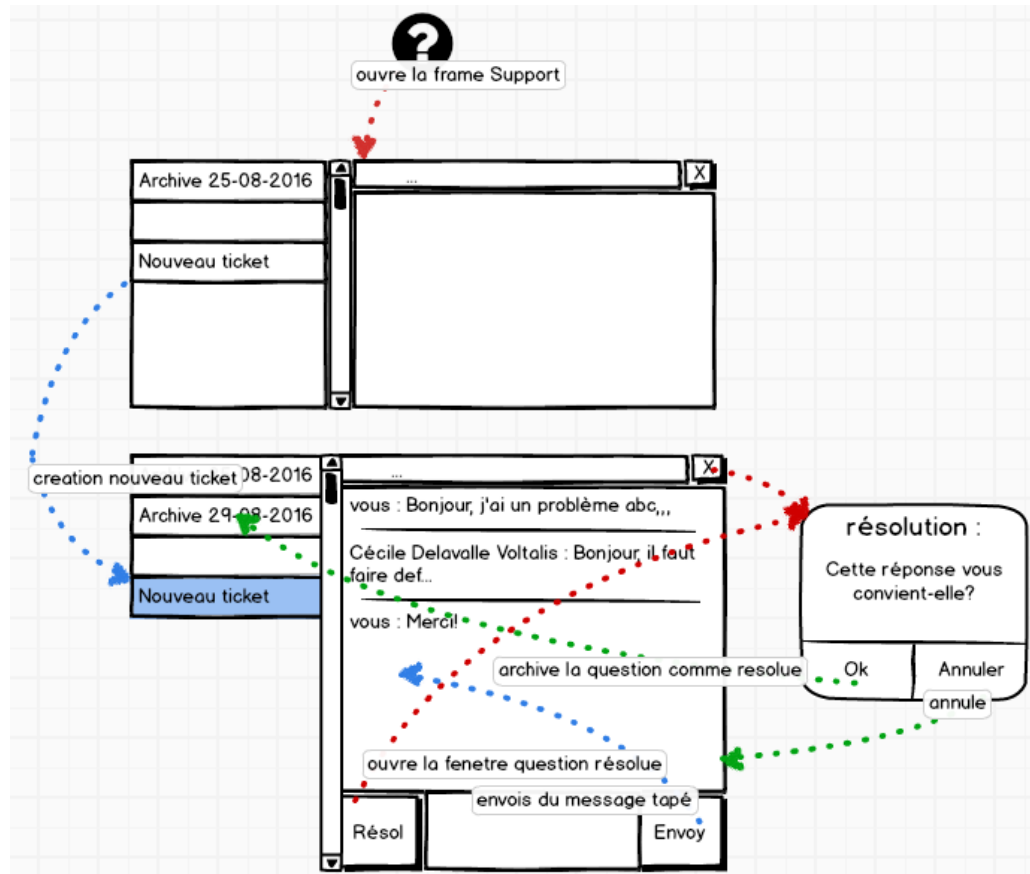 ?
ouvre la frame Support
Archive 25-08-2016
...
X
Nouveau ticket
creation nouveau ticket
08-2016
...
X
Archive 29-08-2016
vous : Bonjour, j'ai un problème abc,,,
Cécile Delavalle Voltalis : Bonjour, il faut
faire def...
Nouveau ticket
vous : Merci!
résolution :
Cette réponse vous
convient-elle?
Ok
Annuler
archive la question comme resolue
annule
ouvre la fenetre question résolue
envois du message tapé
Résol
Envoy